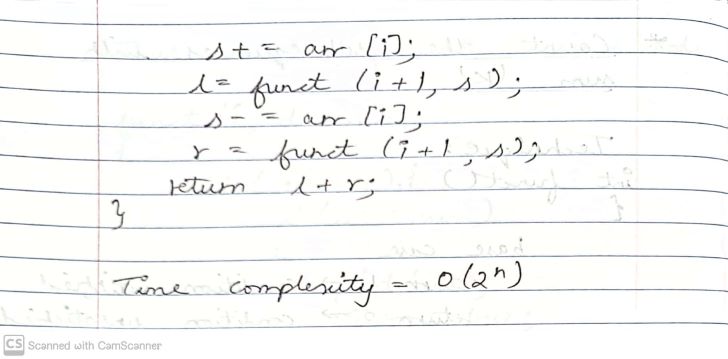 s+ = arr [i];
l = funct (i+1, s);
s- = arr [i];
r = funct (i+1, s);
return l+r;
}
Time complexity = O(2^n)
CS Scanned with CamScanner